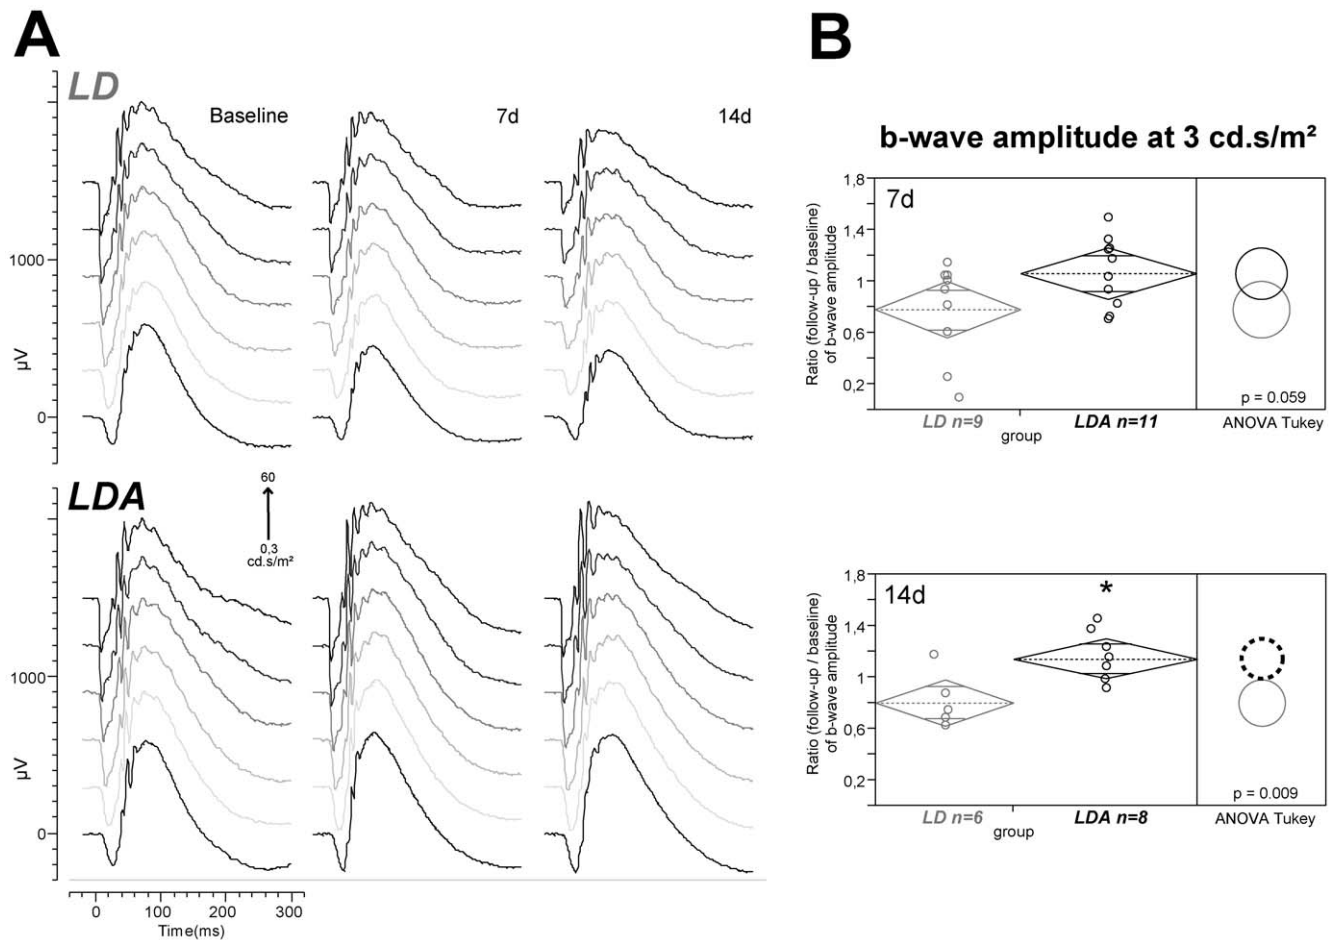 A
LD
Baseline
7d
14d
1000
0
µV
LDA
60
0,3
cd.s/m²
1000
0
µV
0
100
200
300
Time(ms)
B
b-wave amplitude at 3 cd.s/m²
7d
1,8
1,4
1
0,6
0,2
Ratio (follow-up / baseline)
of b-wave amplitude
LD n=9
LDA n=11
group
p = 0.059
ANOVA Tukey
14d
*
1,8
1,4
1
0,6
0,2
Ratio (follow-up / baseline)
of b-wave amplitude
LD n=6
LDA n=8
group
p = 0.009
ANOVA Tukey